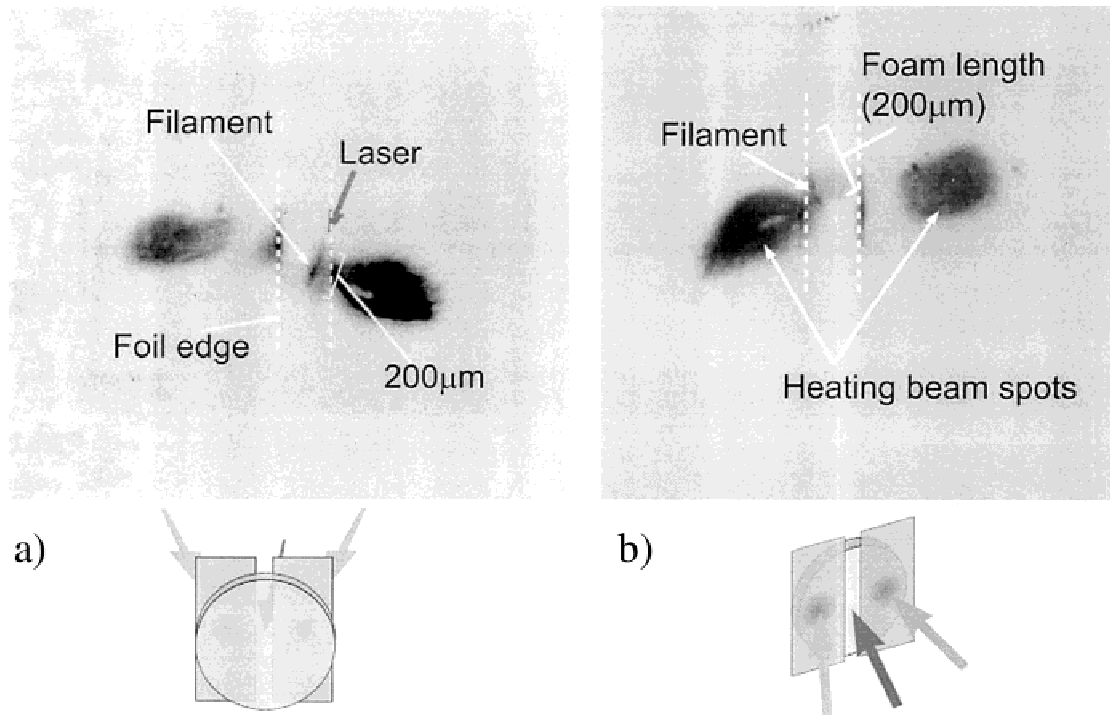 Filament
Laser
Foil edge
200μm
Foam length
(200μm)
Filament
Heating beam spots
a)
b)